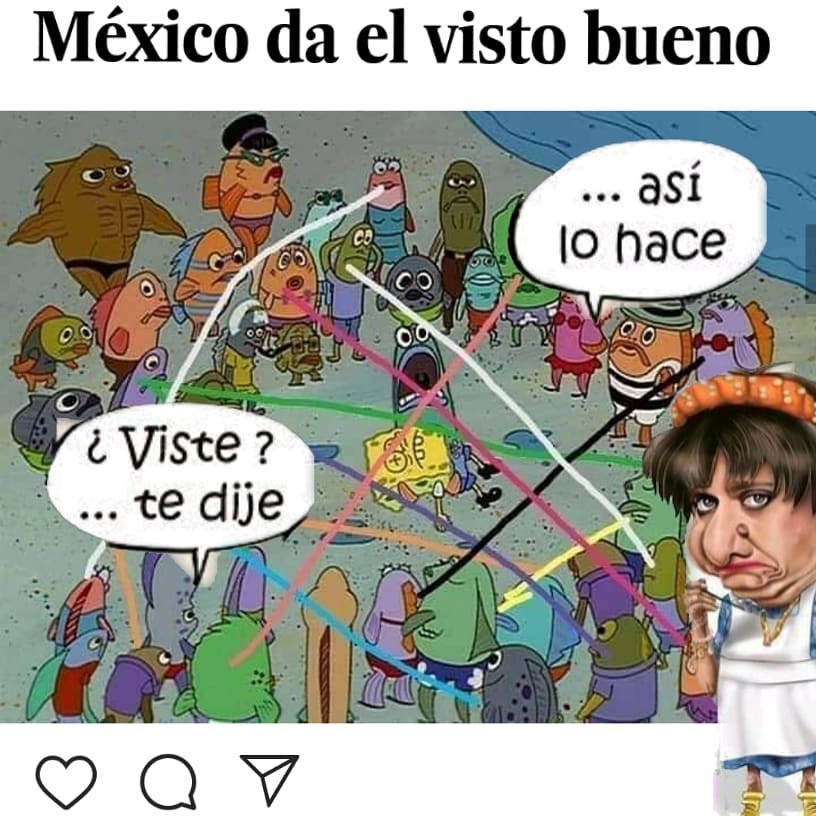 México da el visto bueno
... así
lo hace
¿ Viste ?
... te dije